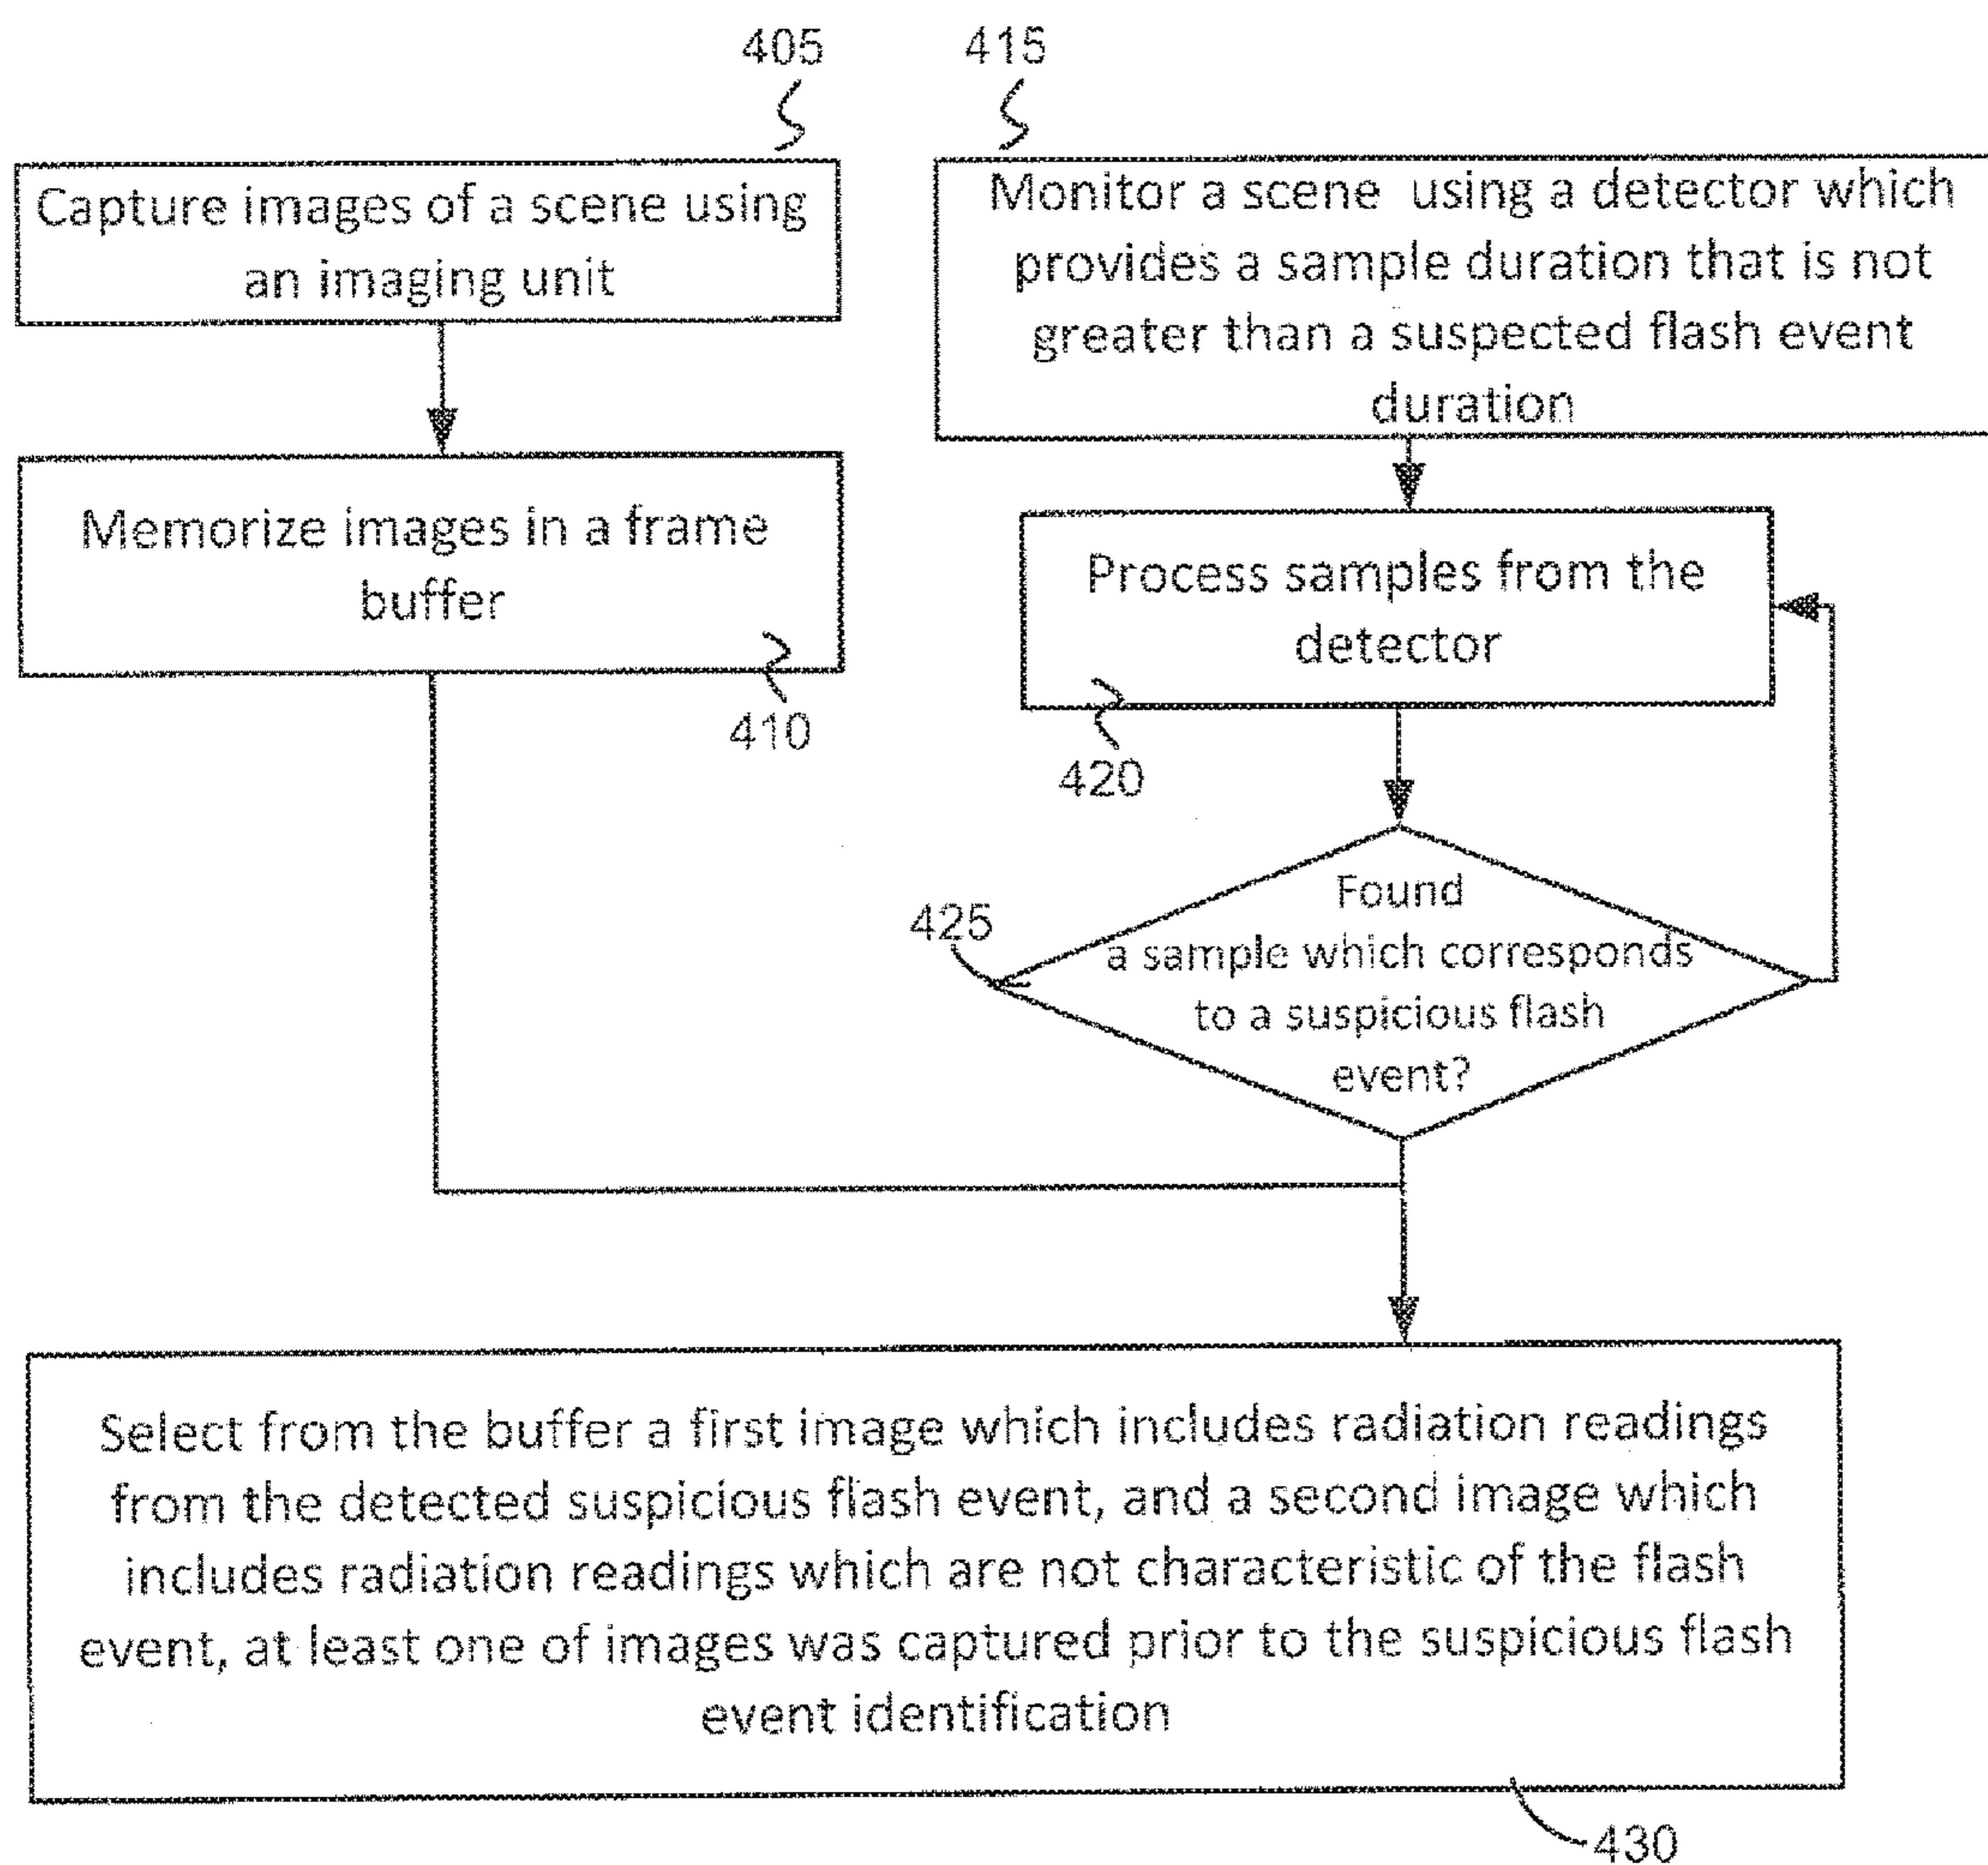 405
415
Capture images of a scene using
an imaging unit
Monitor a scene using a detector which
provides a sample duration that is not
greater than a suspected flash event
duration
Memorize images in a frame
buffer
410
Process samples from the
detector
420
425
Found
a sample which corresponds
to a suspicious flash
event?
Select from the buffer a first image which includes radiation readings
from the detected suspicious flash event, and a second image which
includes radiation readings which are not characteristic of the flash
event, at least one of images was captured prior to the suspicious flash
event identification
430